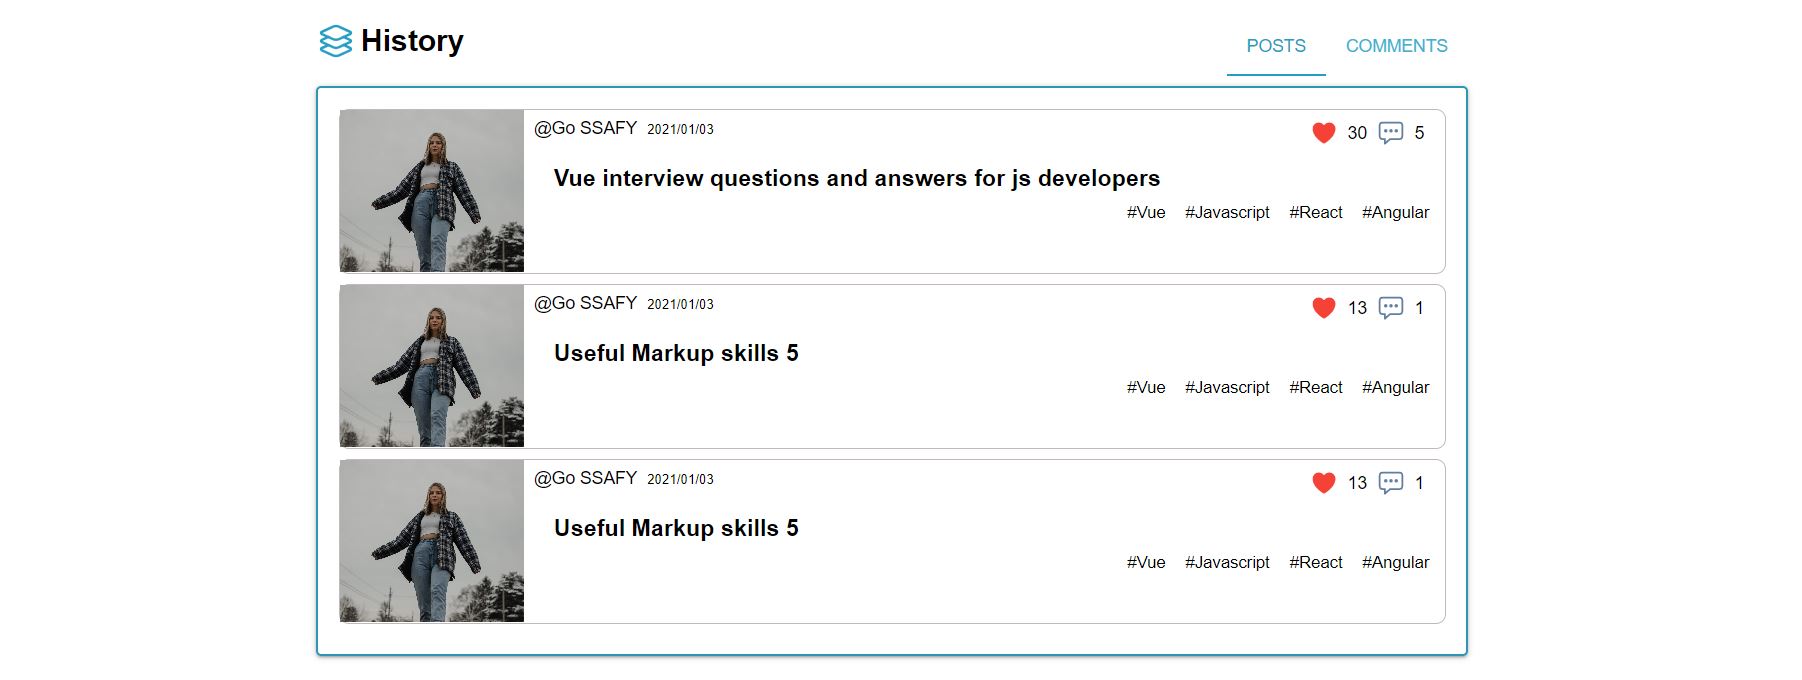 History
POSTS COMMENTS
@Go SSAFY 2021/01/03 30 5
Vue interview questions and answers for js developers
#Vue #Javascript #React #Angular
@Go SSAFY 2021/01/03 13 1
Useful Markup skills 5
#Vue #Javascript #React #Angular
@Go SSAFY 2021/01/03 13 1
Useful Markup skills 5
#Vue #Javascript #React #Angular